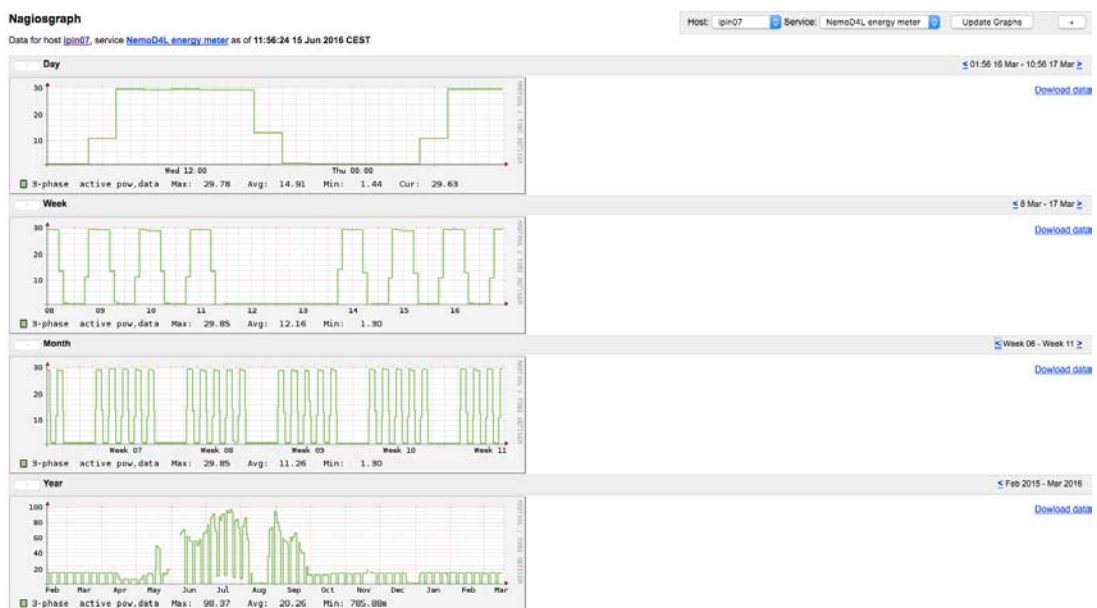 Nagiosgraph
Host: ipin07 Service: NemoD4L energy meter Update Graphs +
Data for host ipin07, service NemoD4L energy meter as of 11:56:24 15 Jun 2016 CEST
Day
< 01:56 16 Mar - 10:56 17 Mar >
Dowload data
30
20
10
Wed 12:00 Thu 00:00
3-phase active pow,data Max: 29.78 Avg: 14.91 Min: 1.44 Cur: 29.63
Week
< 8 Mar - 17 Mar >
Dowload data
30
20
10
08 09 10 11 12 13 14 15 16
3-phase active pow,data Max: 29.85 Avg: 12.16 Min: 1.30
Month
< Week 06 - Week 11 >
Dowload data
30
20
10
Week 07 Week 08 Week 09 Week 10 Week 11
3-phase active pow,data Max: 29.85 Avg: 11.26 Min: 1.30
Year
< Feb 2015 - Mar 2016
Dowload data
100
80
60
40
20
Feb Mar Apr May Jun Jul Aug Sep Oct Nov Dec Jan Feb Mar
3-phase active pow,data Max: 98.37 Avg: 20.26 Min: 785.88m